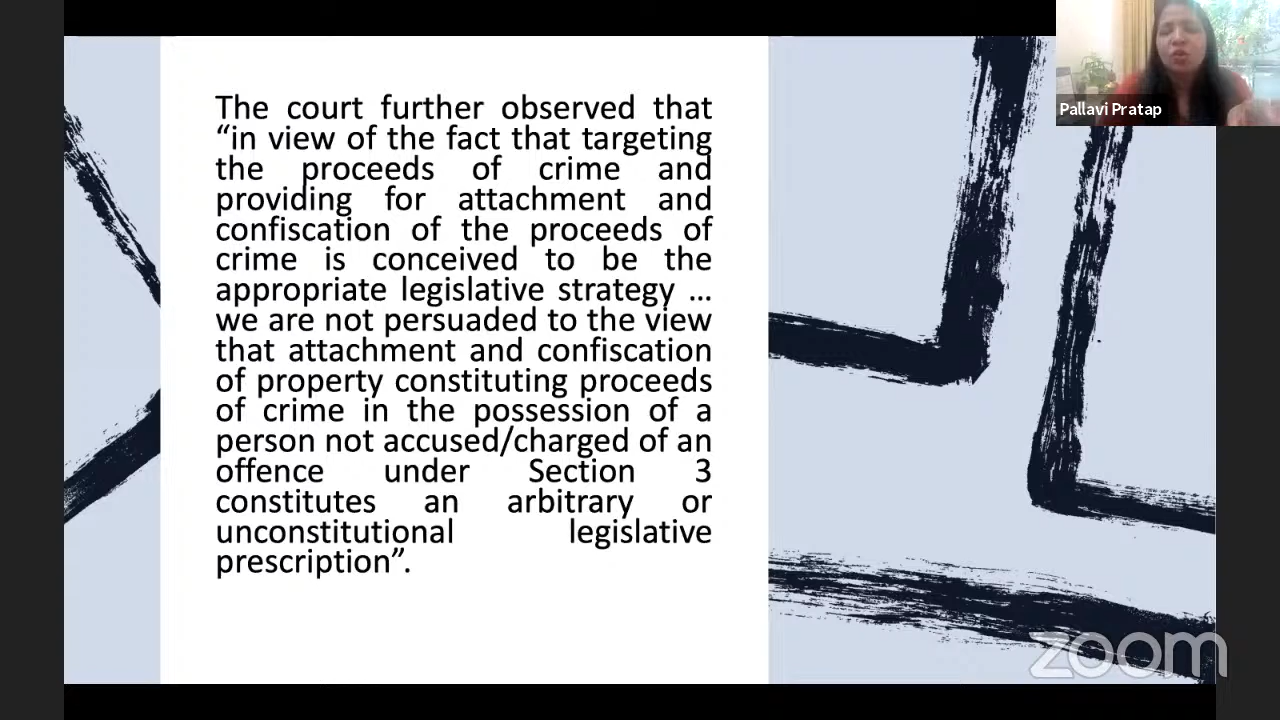 The court further observed that
“in view of the fact that targeting
the proceeds of crime and
providing for attachment and
confiscation of the proceeds of
crime is conceived to be the
appropriate legislative strategy …
we are not persuaded to the view
that attachment and confiscation
of property constituting proceeds
of crime in the possession of a
person not accused/charged of an
offence under Section 3
constitutes an arbitrary or
unconstitutional legislative
prescription”.
Pallavi Pratap
zoom